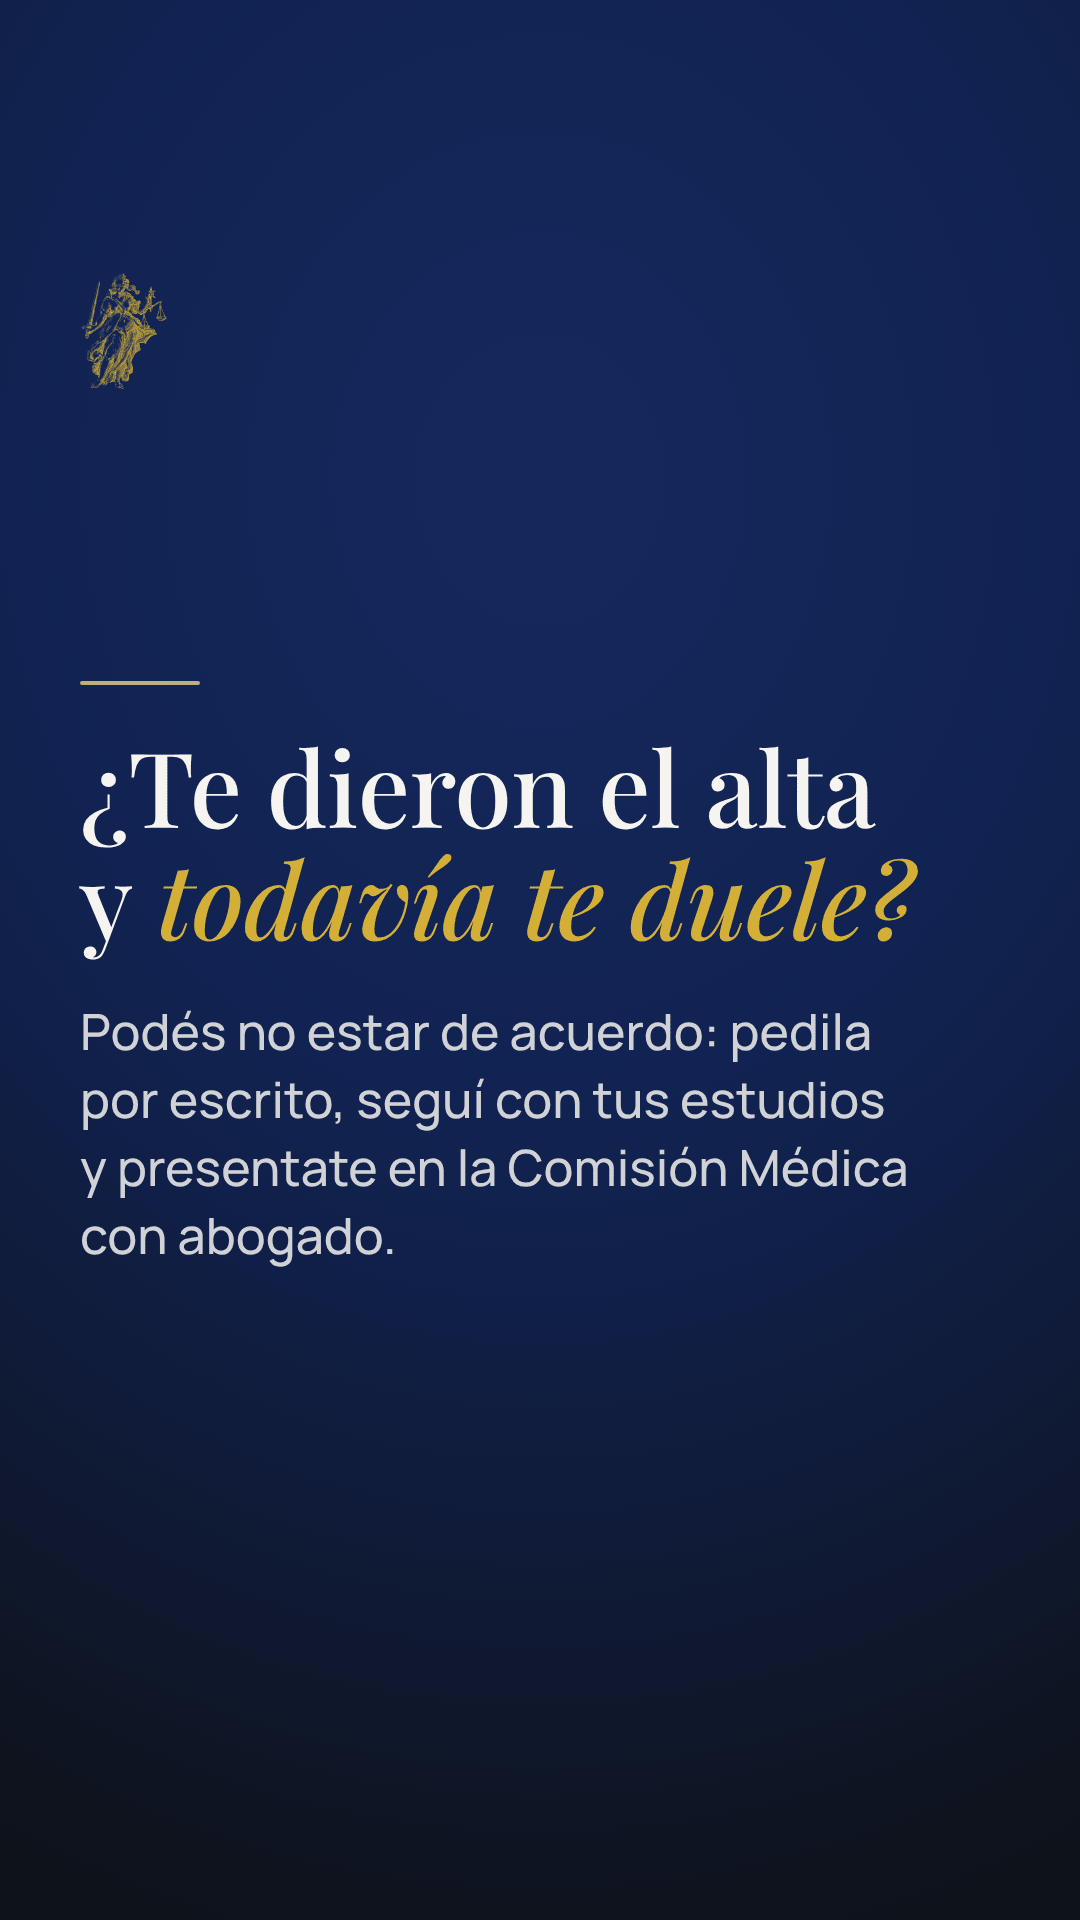 ¿Te dieron el alta
y todavía te duele?
Podés no estar de acuerdo: pedila
por escrito, seguí con tus estudios
y presentate en la Comisión Médica
con abogado.